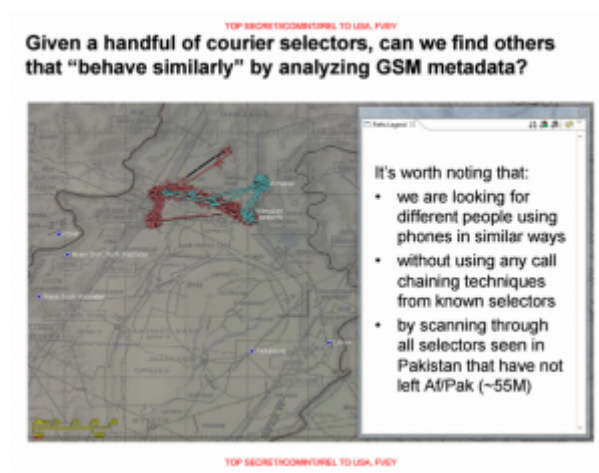 TOP SECRET//COMINT//REL TO USA, FVEY
Given a handful of courier selectors, can we find others
that “behave similarly” by analyzing GSM metadata?
It’s worth noting that:
• we are looking for
different people using
phones in similar ways
• without using any call
chaining techniques
from known selectors
• by scanning through
all selectors seen in
Pakistan that have not
left Af/Pak (~55M)
TOP SECRET//COMINT//REL TO USA, FVEY